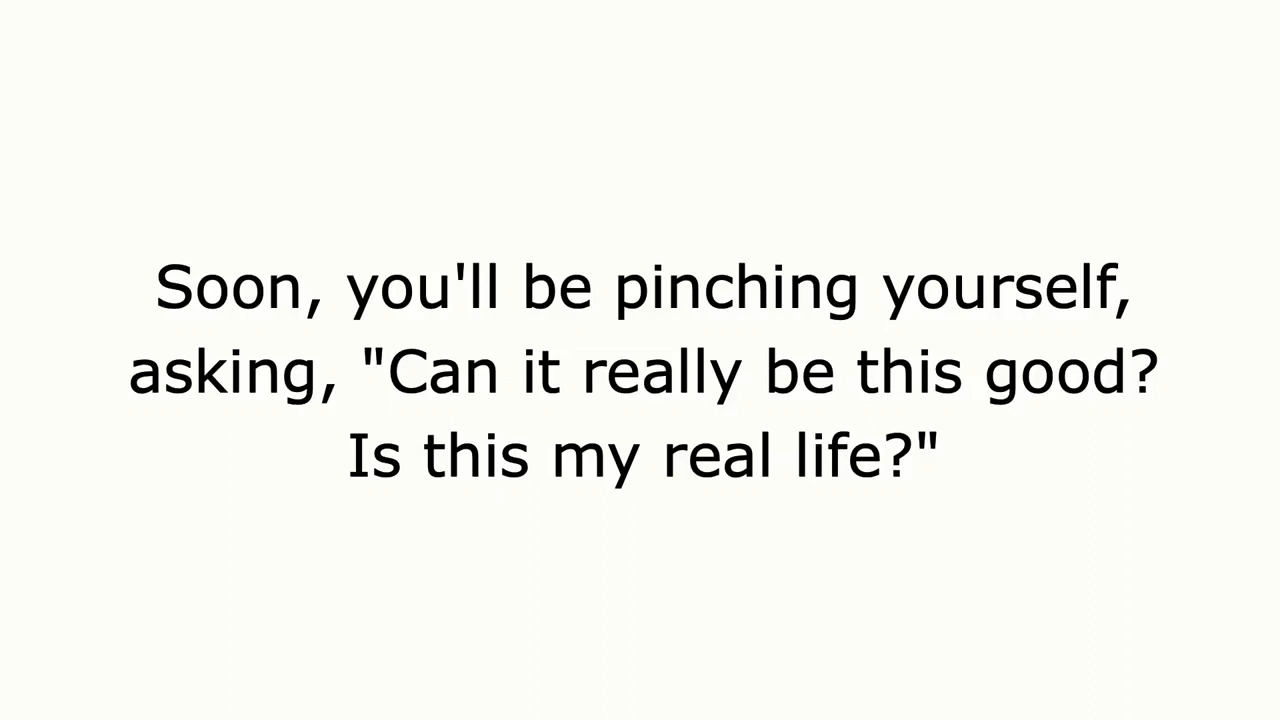 Soon, you'll be pinching yourself,
asking, "Can it really be this good?
Is this my real life?"